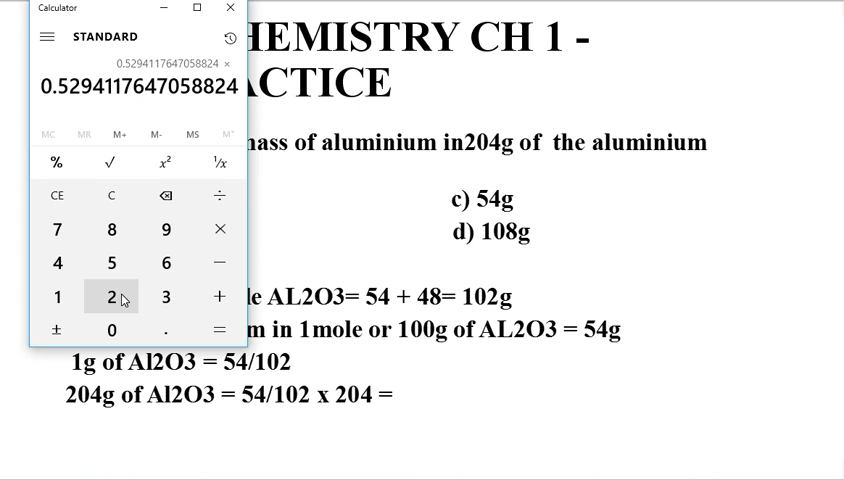 Calculator
STANDARD
0.5294117647058824 ×
0.5294117647058824
MC MR M+ M- MS M˅
% √ x² ¹/x
CE C ÷
7 8 9 ×
4 5 6 −
1 2 3 +
± 0 . =
HEMISTRY CH 1 -
ACTICE
mass of aluminium in204g of the aluminium
c) 54g
d) 108g
le AL2O3= 54 + 48= 102g
m in 1mole or 100g of AL2O3 = 54g
1g of Al2O3 = 54/102
204g of Al2O3 = 54/102 x 204 =